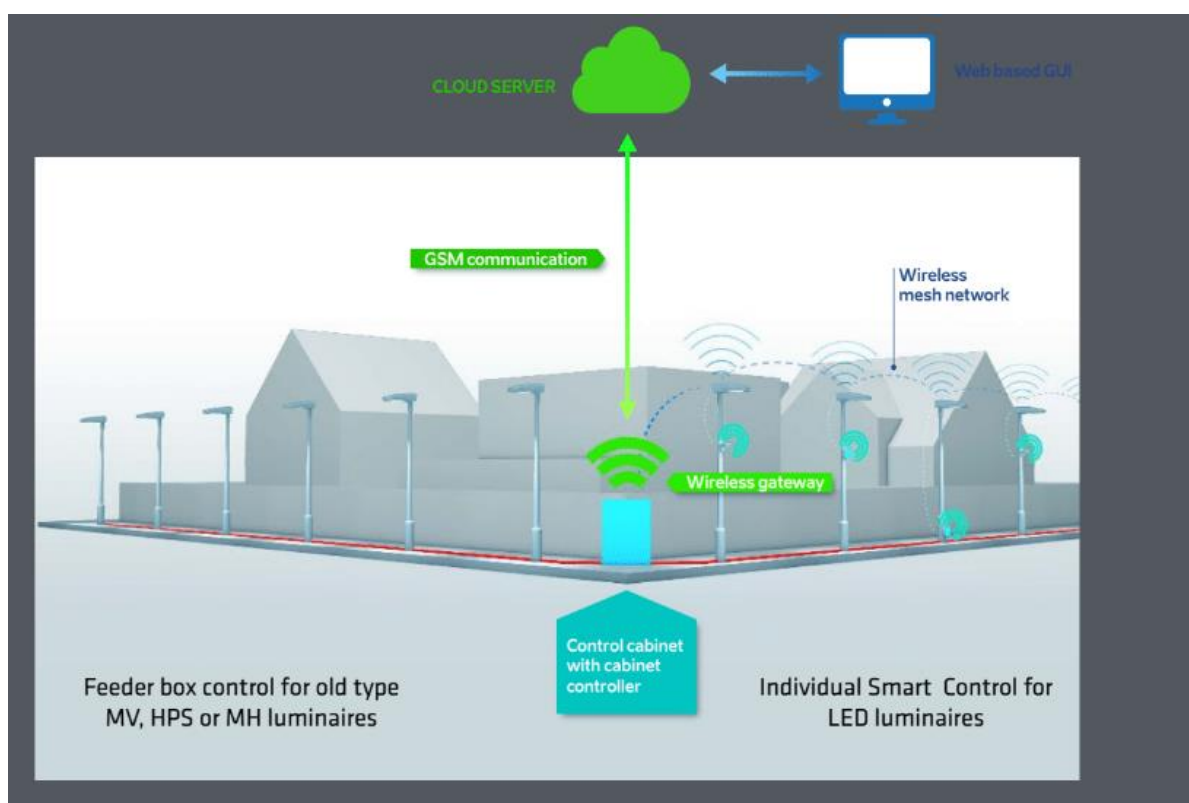 CLOUD SERVER
Web based GUI
GSM communication
Wireless
mesh network
Wireless gateway
Control cabinet
with cabinet
controller
Feeder box control for old type
MV, HPS or MH luminaires
Individual Smart Control for
LED luminaires